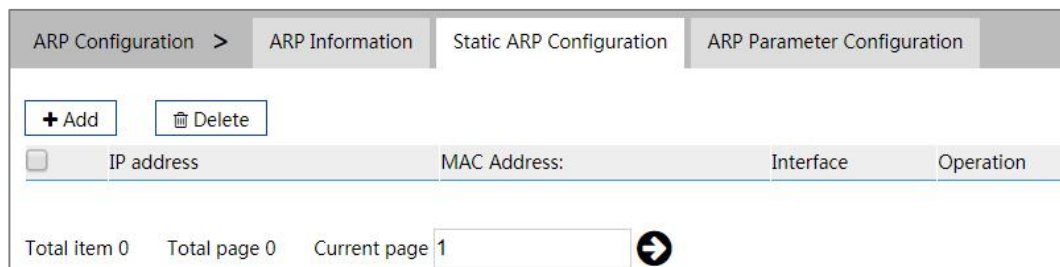 ARP Configuration > ARP Information Static ARP Configuration ARP Parameter Configuration
+ Add Delete
IP address MAC Address: Interface Operation
Total item 0 Total page 0 Current page 1